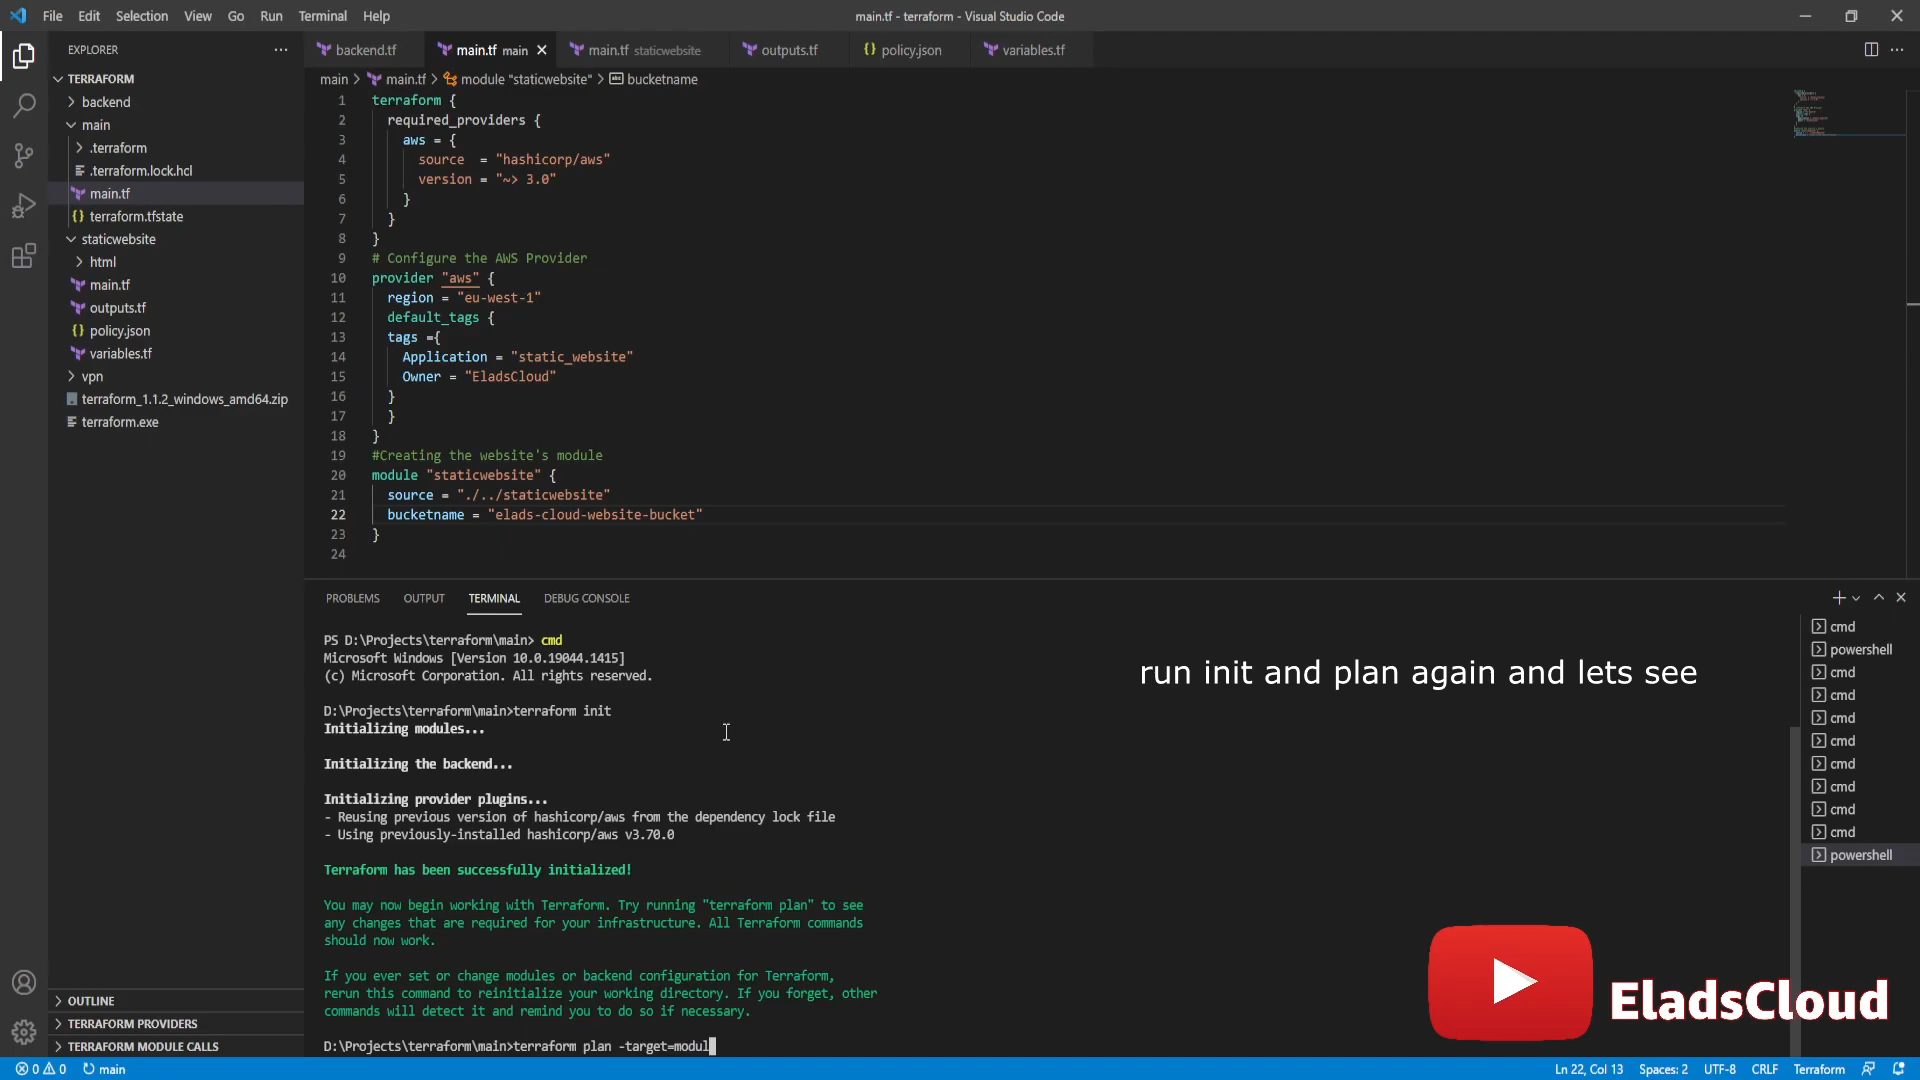 File Edit Selection View Go Run Terminal Help
main.tf - terraform - Visual Studio Code
EXPLORER
TERRAFORM
backend
main
.terraform
.terraform.lock.hcl
main.tf
terraform.tfstate
staticwebsite
html
main.tf
outputs.tf
policy.json
variables.tf
vpn
terraform_1.1.2_windows_amd64.zip
terraform.exe
OUTLINE
TERRAFORM PROVIDERS
TERRAFORM MODULE CALLS
backend.tf main.tf main main.tf staticwebsite outputs.tf policy.json variables.tf
main > main.tf > module "staticwebsite" > bucketname
1 terraform {
2 required_providers {
3 aws = {
4 source = "hashicorp/aws"
5 version = "~> 3.0"
6 }
7 }
8 }
9 # Configure the AWS Provider
10 provider "aws" {
11 region = "eu-west-1"
12 default_tags {
13 tags ={
14 Application = "static_website"
15 Owner = "EladsCloud"
16 }
17 }
18 }
19 #Creating the website's module
20 module "staticwebsite" {
21 source = "./../staticwebsite"
22 bucketname = "elads-cloud-website-bucket"
23 }
24
PROBLEMS OUTPUT TERMINAL DEBUG CONSOLE
PS D:\Projects\terraform\main> cmd
Microsoft Windows [Version 10.0.19044.1415]
(c) Microsoft Corporation. All rights reserved.
D:\Projects\terraform\main>terraform init
Initializing modules...
Initializing the backend...
Initializing provider plugins...
- Reusing previous version of hashicorp/aws from the dependency lock file
- Using previously-installed hashicorp/aws v3.70.0
Terraform has been successfully initialized!
You may now begin working with Terraform. Try running "terraform plan" to see
any changes that are required for your infrastructure. All Terraform commands
should now work.
If you ever set or change modules or backend configuration for Terraform,
rerun this command to reinitialize your working directory. If you forget, other
commands will detect it and remind you to do so if necessary.
D:\Projects\terraform\main>terraform plan -target=modul
run init and plan again and lets see
cmd
powershell
cmd
cmd
cmd
cmd
cmd
cmd
cmd
cmd
powershell
EladsCloud
0 0 main
Ln 22, Col 13 Spaces: 2 UTF-8 CRLF Terraform